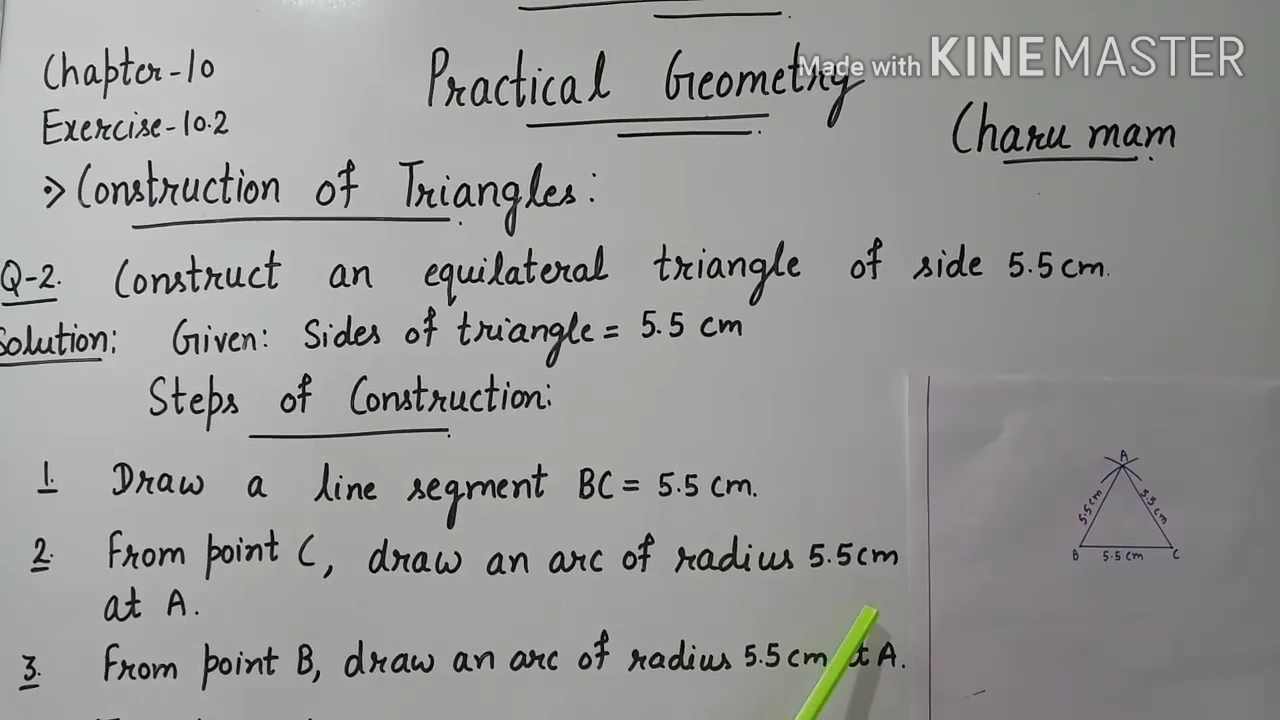 Made with KINEMASTER
Chapter-10
Practical Geometry
Exercise-10.2
Charu mam
Construction of Triangles:
Q-2. Construct an equilateral triangle of side 5.5 cm.
Solution: Given: Sides of triangle = 5.5 cm
Steps of Construction:
1. Draw a line segment BC = 5.5 cm.
2. From point C, draw an arc of radius 5.5cm
at A.
3. From point B, draw an arc of radius 5.5 cm at A.
A
5.5 cm
5.5 cm
B
5.5 cm
C